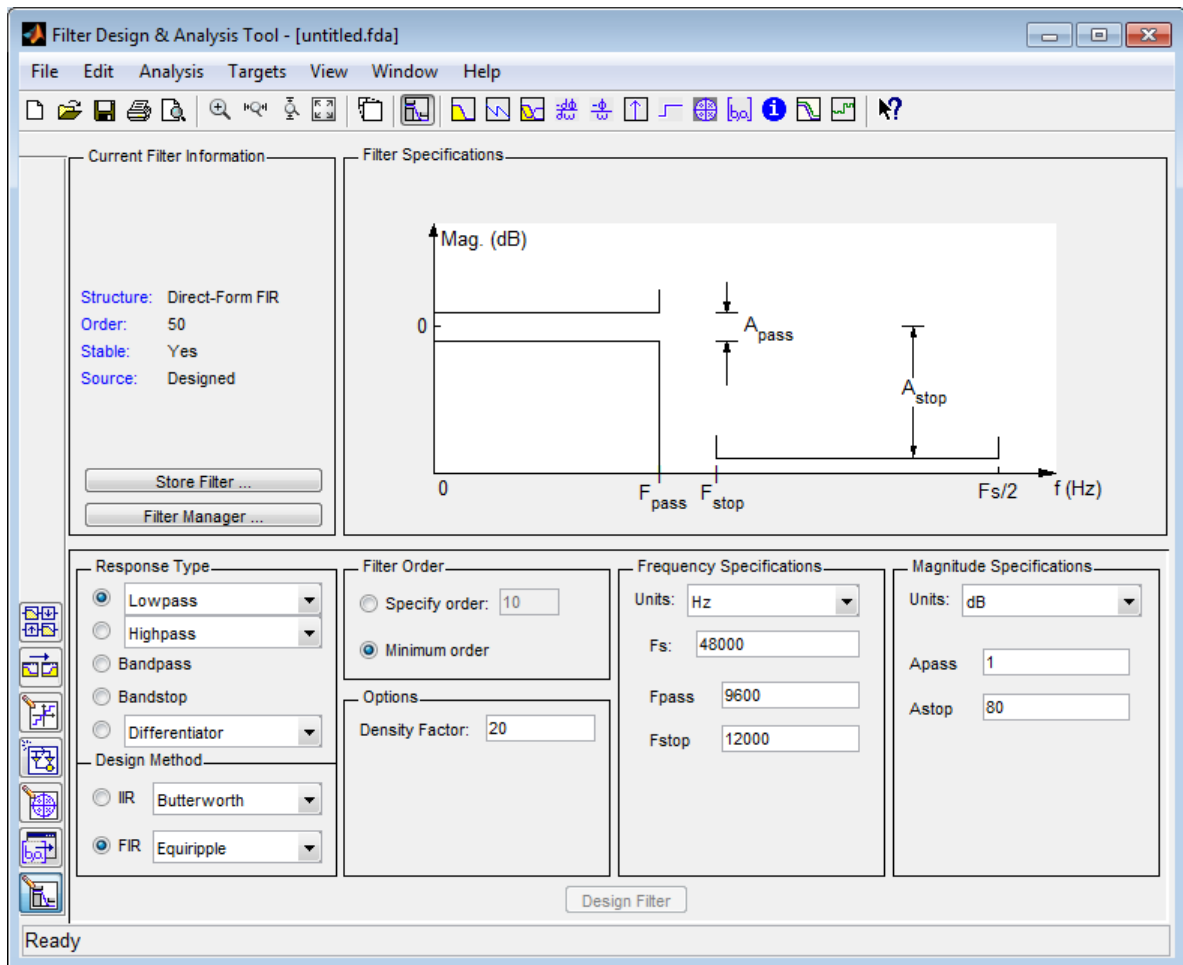 Filter Design & Analysis Tool - [untitled.fda]
File Edit Analysis Targets View Window Help
Current Filter Information
Structure: Direct-Form FIR
Order: 50
Stable: Yes
Source: Designed
Store Filter ...
Filter Manager ...
Filter Specifications
Mag. (dB)
0
A pass
A stop
0 F pass F stop Fs/2 f (Hz)
Response Type
Lowpass
Highpass
Bandpass
Bandstop
Differentiator
Design Method
IIR Butterworth
FIR Equiripple
Filter Order
Specify order: 10
Minimum order
Options
Density Factor: 20
Frequency Specifications
Units: Hz
Fs: 48000
Fpass 9600
Fstop 12000
Magnitude Specifications
Units: dB
Apass 1
Astop 80
Design Filter
Ready